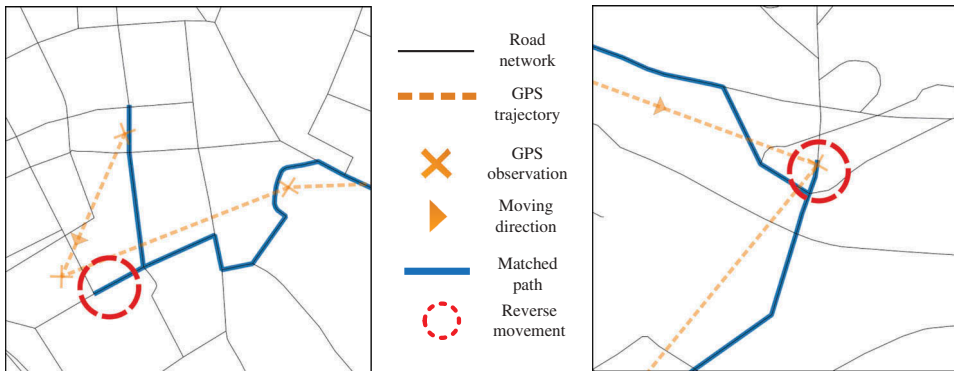 Road
network
GPS
trajectory
GPS
observation
Moving
direction
Matched
path
Reverse
movement